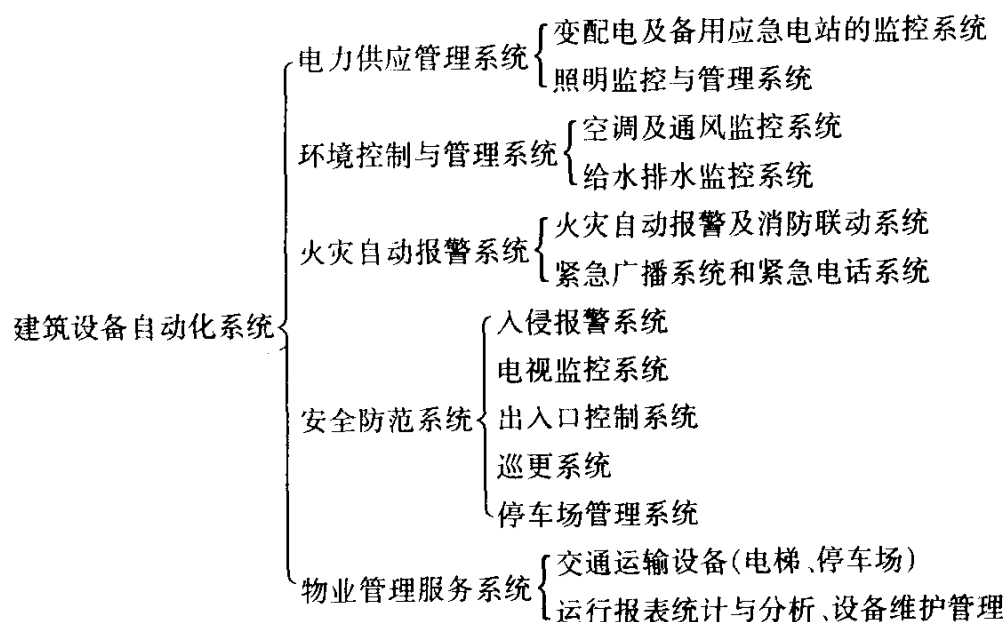 建筑设备自动化系统
电力供应管理系统
变配电及备用应急电站的监控系统
照明监控与管理系统
环境控制与管理系统
空调及通风监控系统
给水排水监控系统
火灾自动报警系统
火灾自动报警及消防联动系统
紧急广播系统和紧急电话系统
安全防范系统
入侵报警系统
电视监控系统
出入口控制系统
巡更系统
停车场管理系统
物业管理服务系统
交通运输设备(电梯、停车场)
运行报表统计与分析、设备维护管理